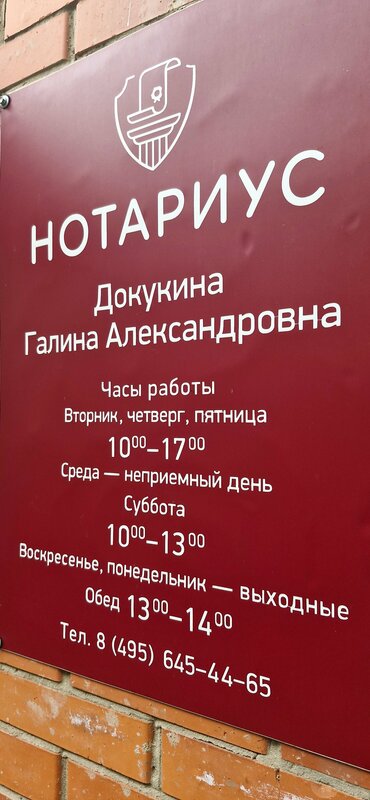 НОТАРИУС
Докукина
Галина Александровна
Часы работы
Вторник, четверг, пятница
10⁰⁰–17⁰⁰
Среда — неприемный день
Суббота
10⁰⁰–13⁰⁰
Воскресенье, понедельник — выходные
Обед 13⁰⁰–14⁰⁰
Тел. 8 (495) 645–44–65